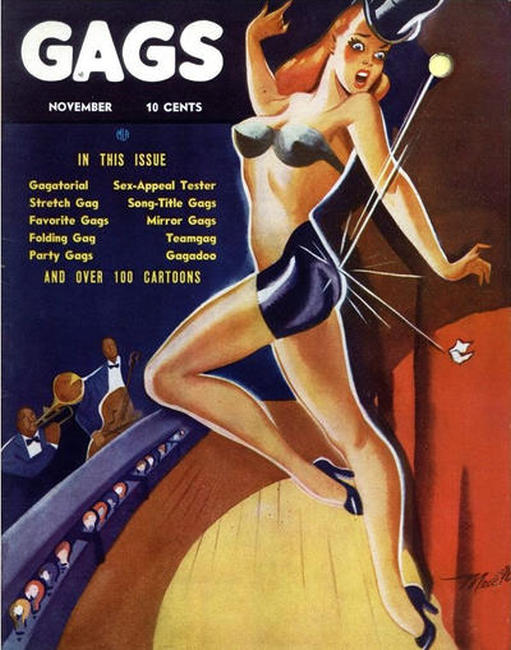 GAGS
NOVEMBER 10 CENTS
MLA
IN THIS ISSUE
Gagatorial Sex-Appeal Tester
Stretch Gag Song-Title Gags
Favorite Gags Mirror Gags
Folding Gag Teamgag
Party Gags Gagadoo
AND OVER 100 CARTOONS